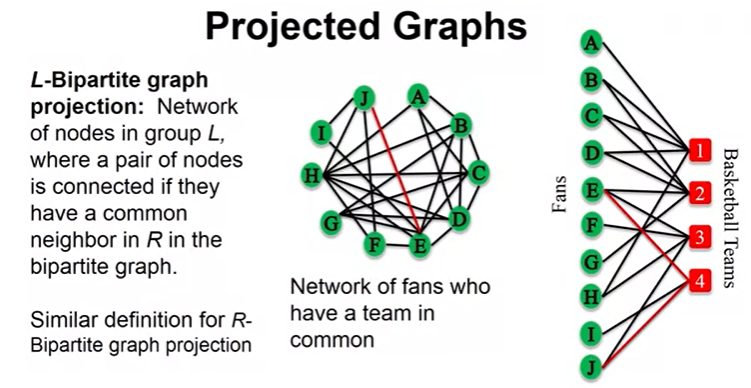 Projected Graphs
L-Bipartite graph
projection: Network
of nodes in group L,
where a pair of nodes
is connected if they
have a common
neighbor in R in the
bipartite graph.
Similar definition for R-
Bipartite graph projection
J
A
I
B
H
C
G
D
F
E
Network of fans who
have a team in
common
Fans
A
B
C
D
E
F
G
H
I
J
1
2
3
4
Basketball Teams